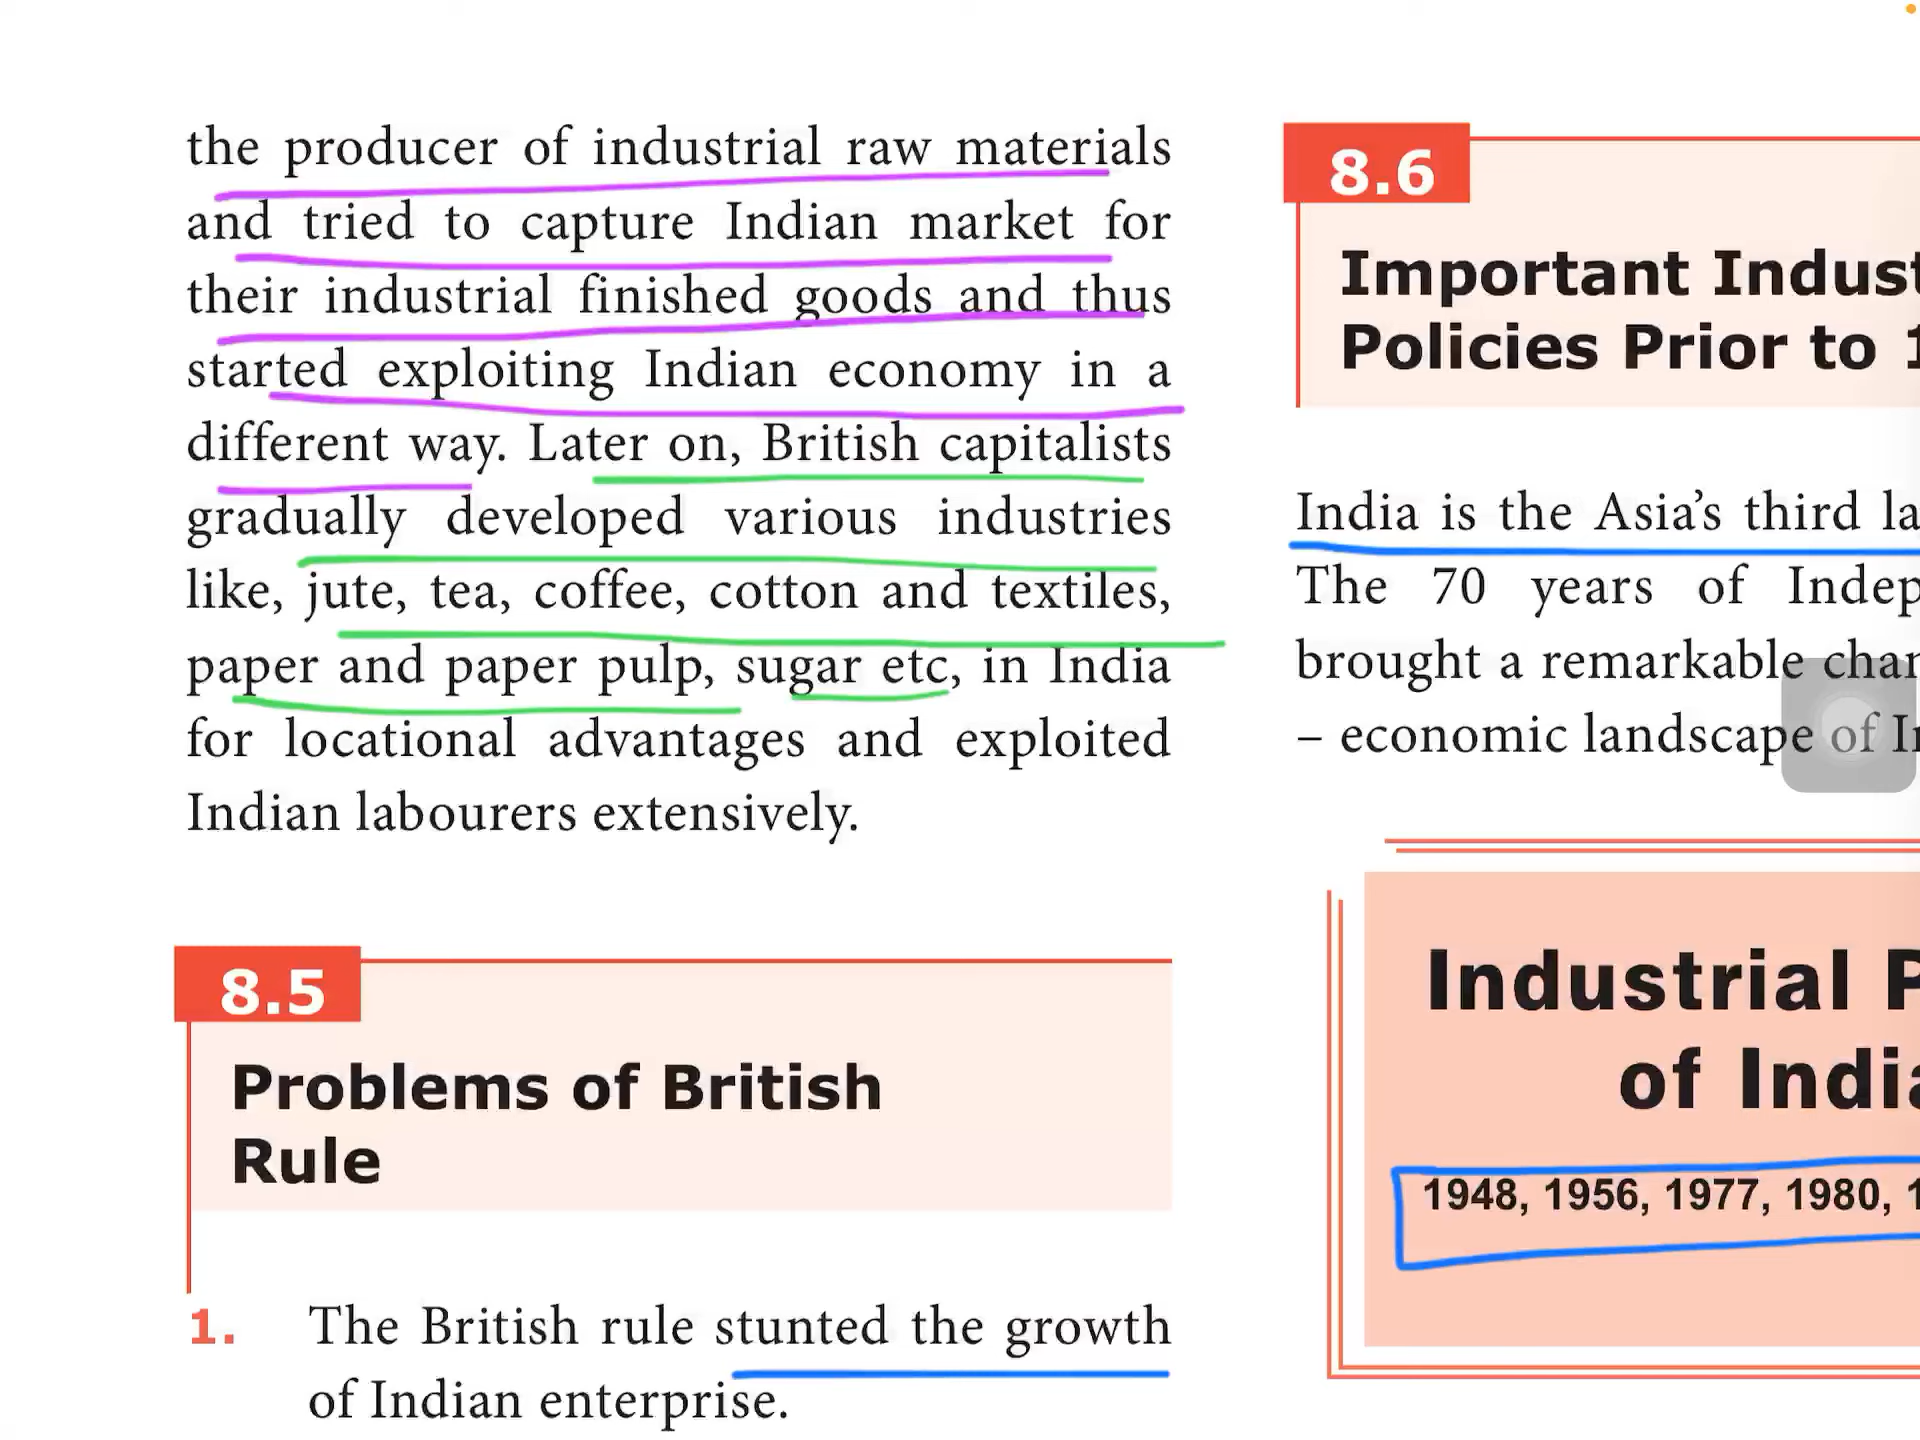 the producer of industrial raw materials
and tried to capture Indian market for
their industrial finished goods and thus
started exploiting Indian economy in a
different way. Later on, British capitalists
gradually developed various industries
like, jute, tea, coffee, cotton and textiles,
paper and paper pulp, sugar etc, in India
for locational advantages and exploited
Indian labourers extensively.
8.5
Problems of British
Rule
1. The British rule stunted the growth
of Indian enterprise.
8.6
Important
Policies Prior to
India is the Asia’s third
The 70 years of
brought a remarkable
– economic landscape of
Industrial
of
1948, 1956, 1977, 1980,